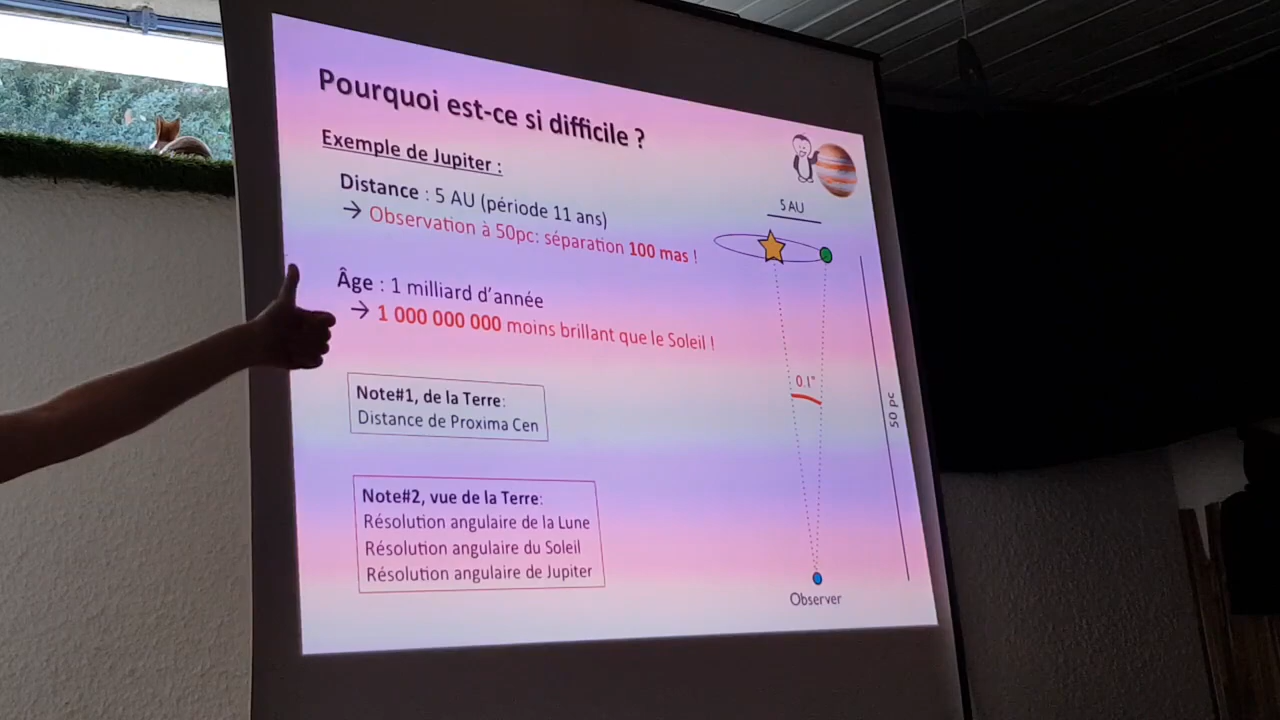 Pourquoi est-ce si difficile ?
Exemple de Jupiter :
Distance : 5 AU (période 11 ans)
→ Observation à 50pc: séparation 100 mas !
Âge : 1 milliard d'année
→ 1 000 000 000 moins brillant que le Soleil !
Note#1, de la Terre:
Distance de Proxima Cen
Note#2, vue de la Terre:
Résolution angulaire de la Lune
Résolution angulaire du Soleil
Résolution angulaire de Jupiter
5 AU
0.1"
50 pc
Observer